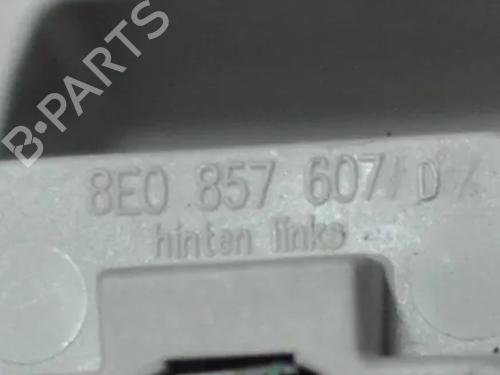 B-PARTS
8E0 857 607 D
hinten links